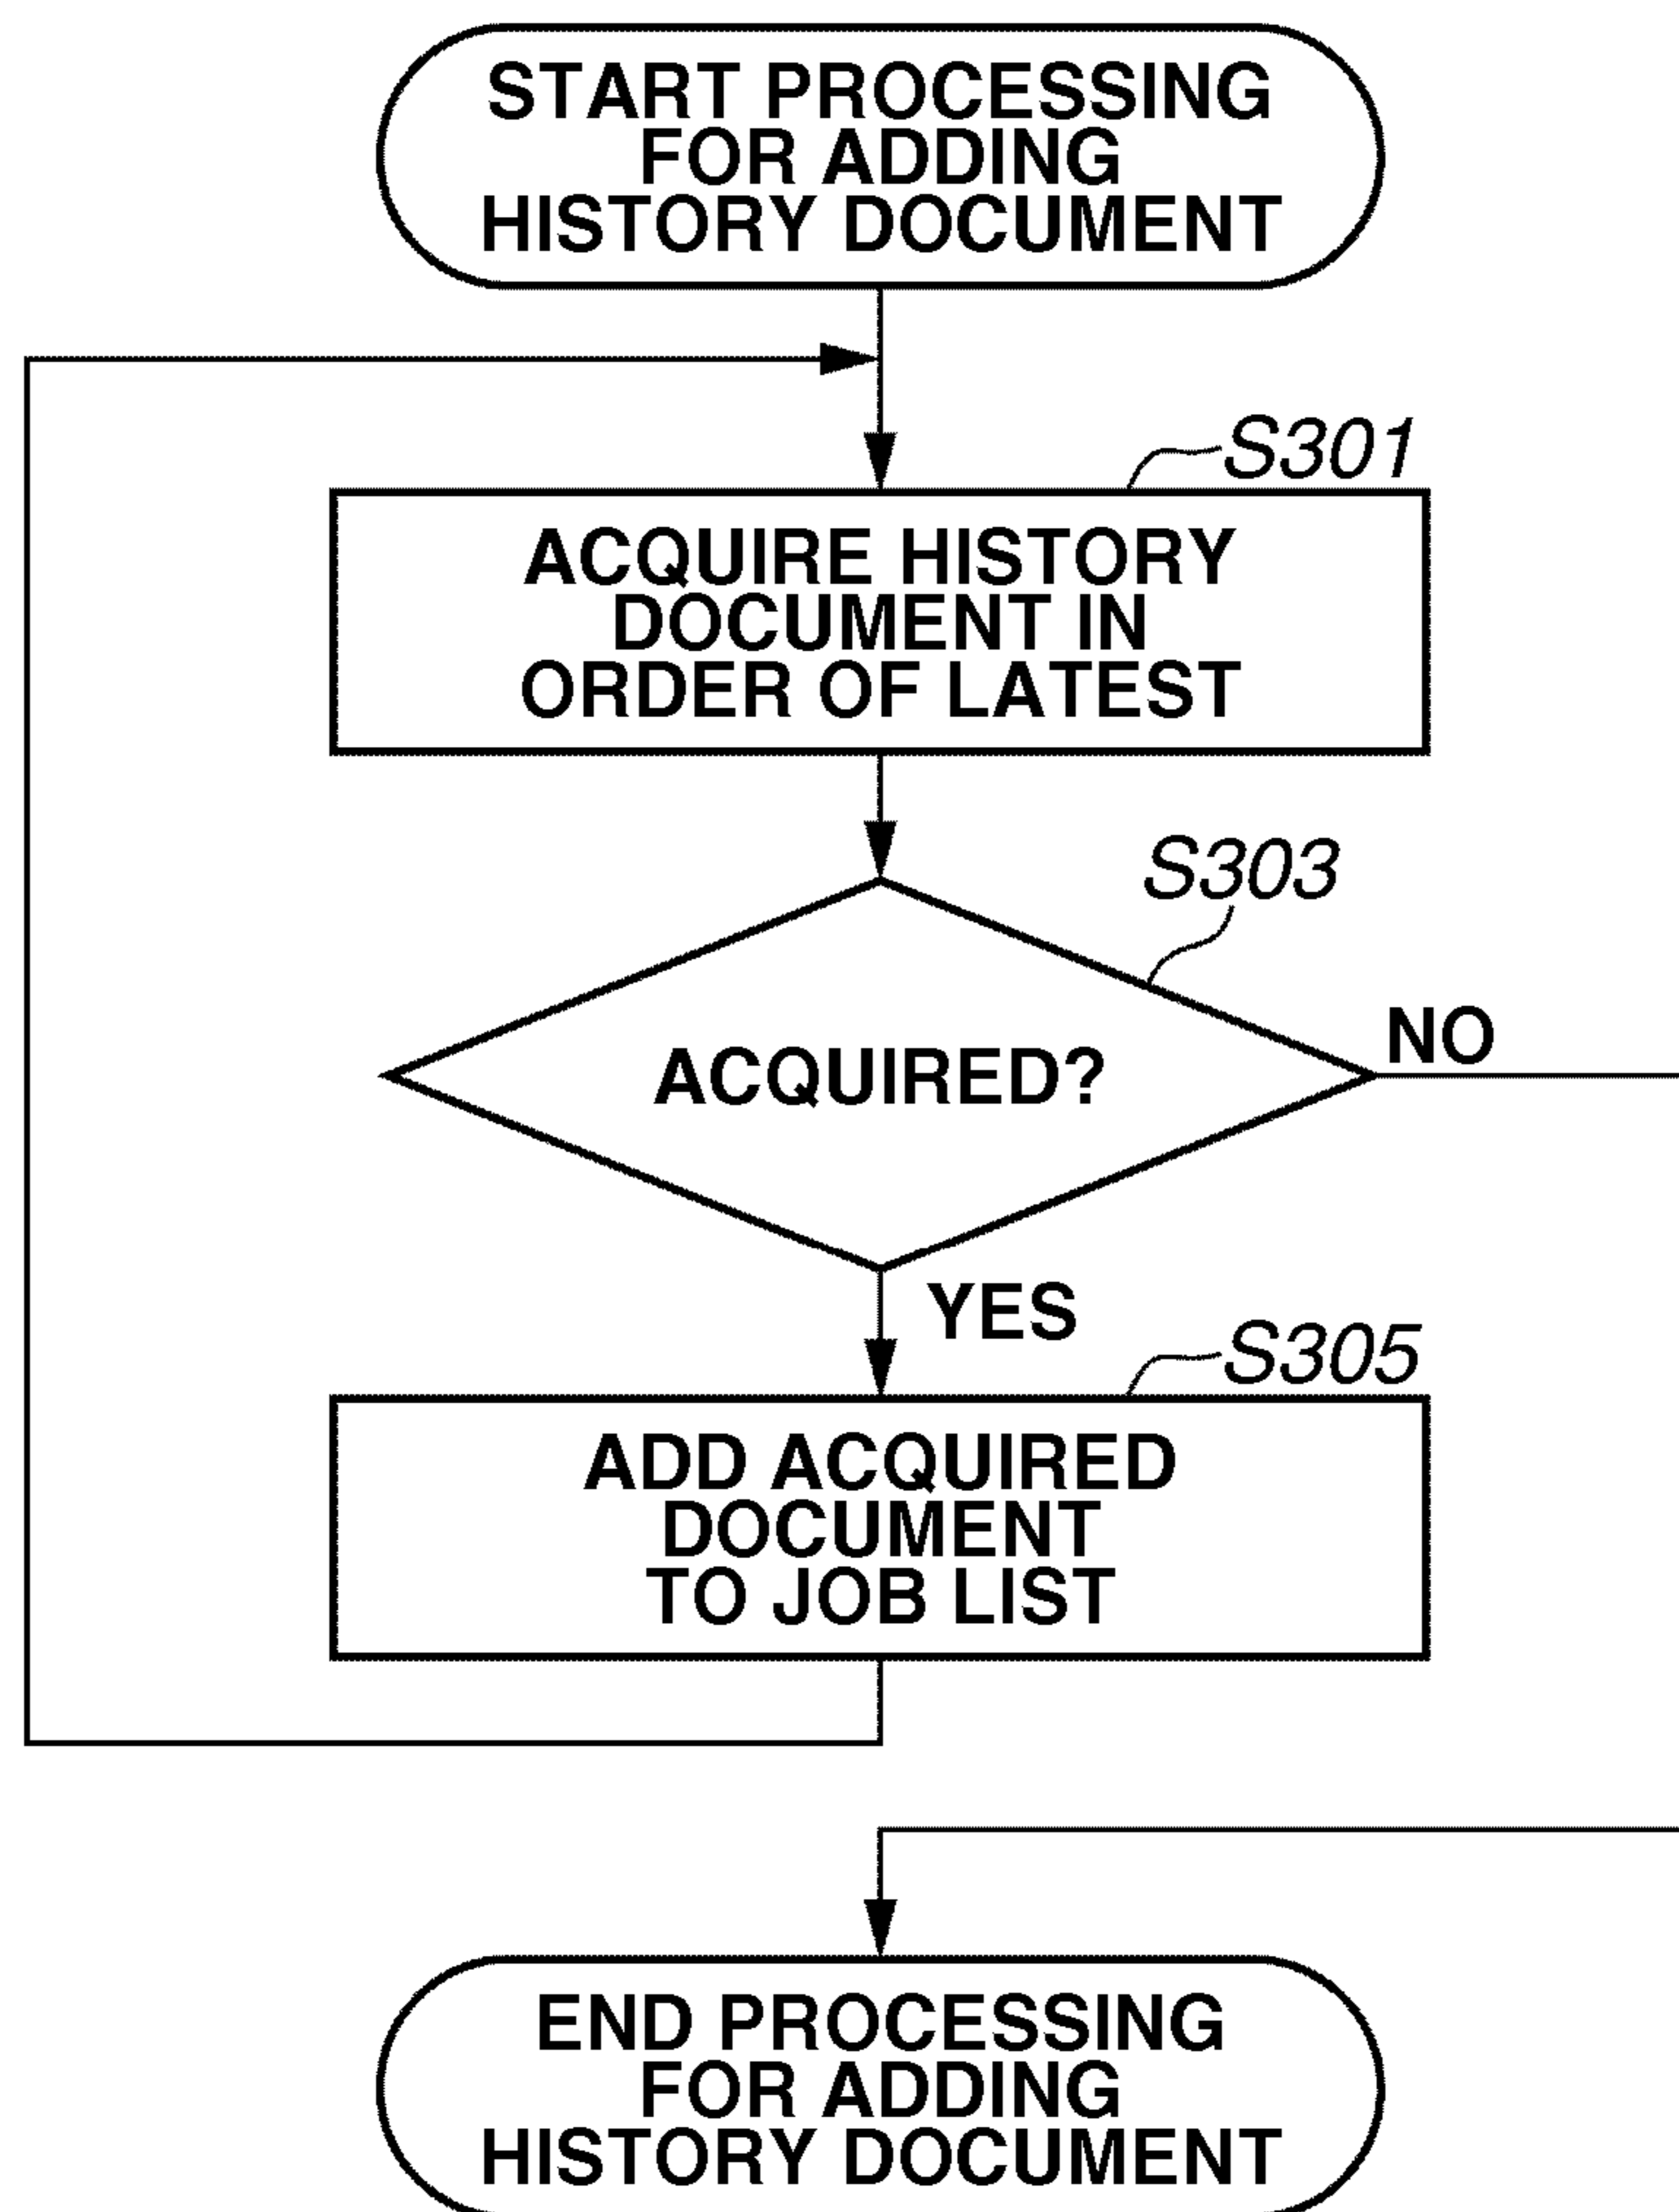 START PROCESSING
FOR ADDING
HISTORY DOCUMENT
S301
ACQUIRE HISTORY
DOCUMENT IN
ORDER OF LATEST
S303
NO
ACQUIRED?
YES
S305
ADD ACQUIRED
DOCUMENT
TO JOB LIST
END PROCESSING
FOR ADDING
HISTORY DOCUMENT